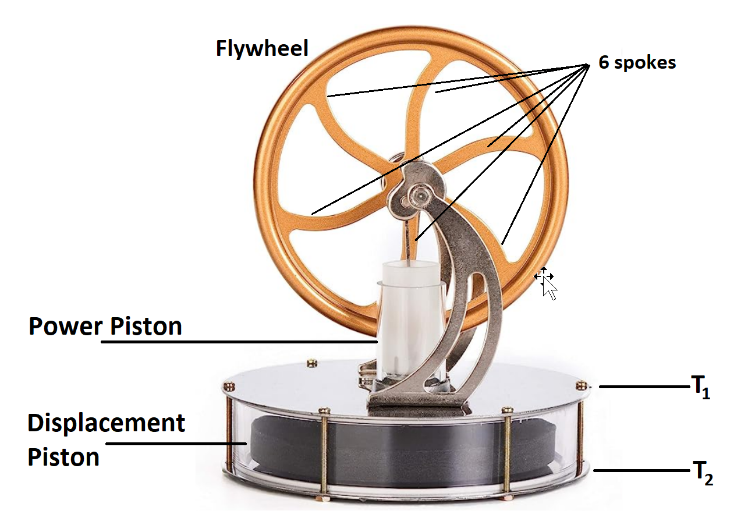 Flywheel
6 spokes
Power Piston
T₁
Displacement
Piston
T₂